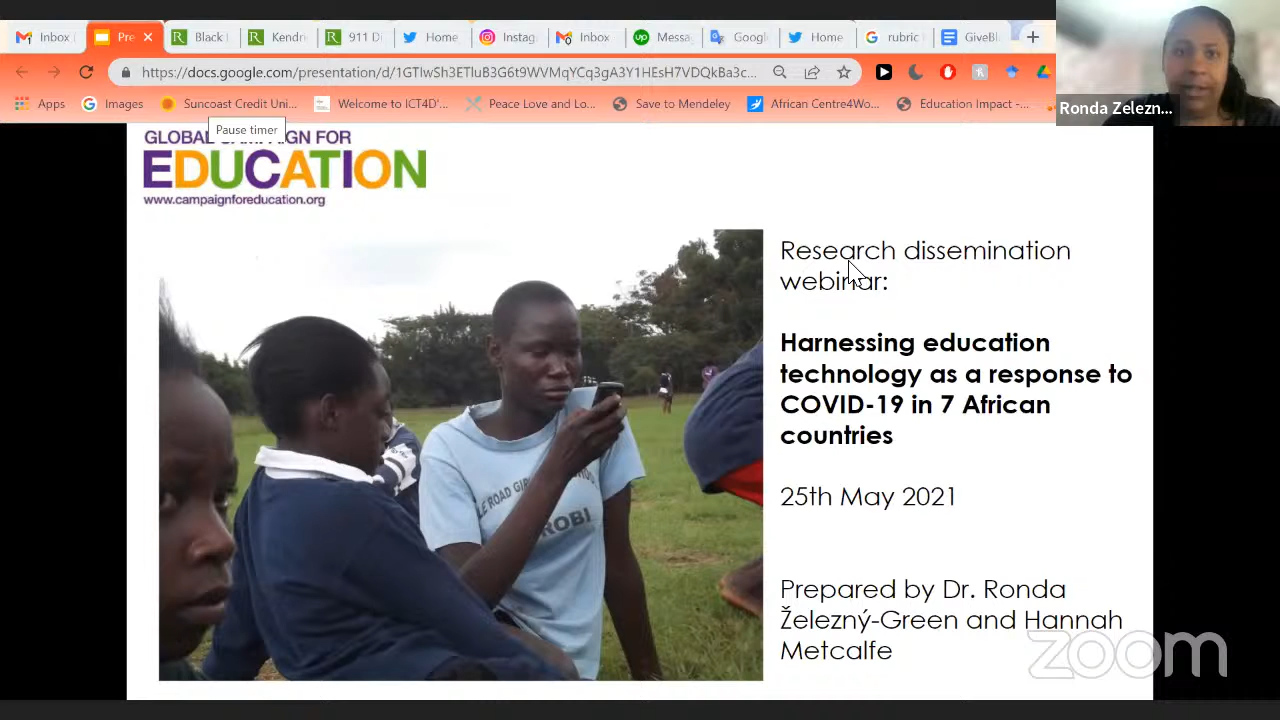 Inbox
Pre
Black
Kendr
911 D
Home
Instag
Inbox
Messa
Googl
Home
rubric
GiveBl
https://docs.google.com/presentation/d/1GTIwSh3ETluB3G6t9WVMqYCq3gA3Y1HEsH7VDQkBa3c...
Apps
Images
Suncoast Credit Uni...
Welcome to ICT4D'...
Peace Love and Lo...
Save to Mendeley
African Centre4Wo...
Education Impact -...
Ronda Zelezn...
Pause timer
GLOBAL CAMPAIGN FOR
EDUCATION
www.campaignforeducation.org
Research dissemination
webinar:
Harnessing education
technology as a response to
COVID-19 in 7 African
countries
25th May 2021
Prepared by Dr. Ronda
Železný-Green and Hannah
Metcalfe
zoom